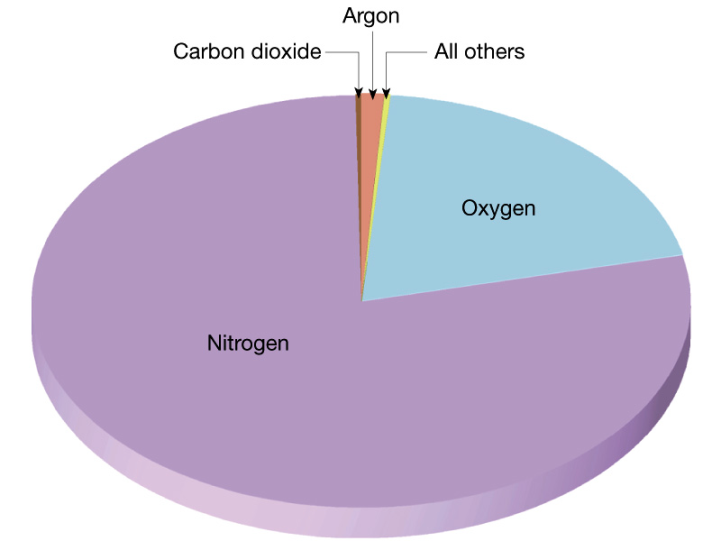 Argon
Carbon dioxide
All others
Oxygen
Nitrogen